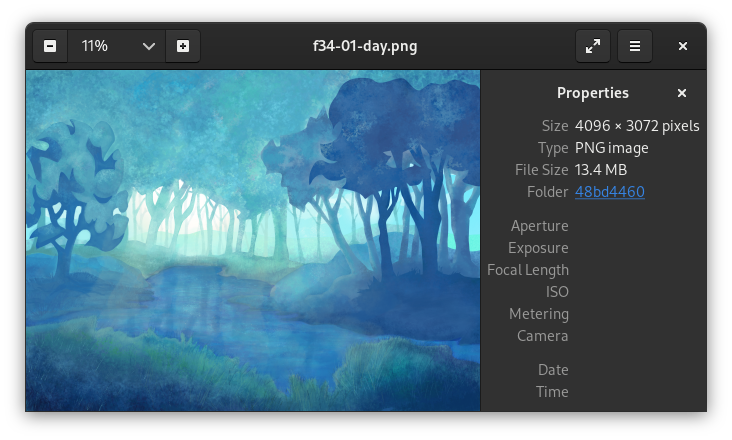 11%
f34-01-day.png
Properties
Size 4096 × 3072 pixels
Type PNG image
File Size 13.4 MB
Folder 48bd4460
Aperture
Exposure
Focal Length
ISO
Metering
Camera
Date
Time